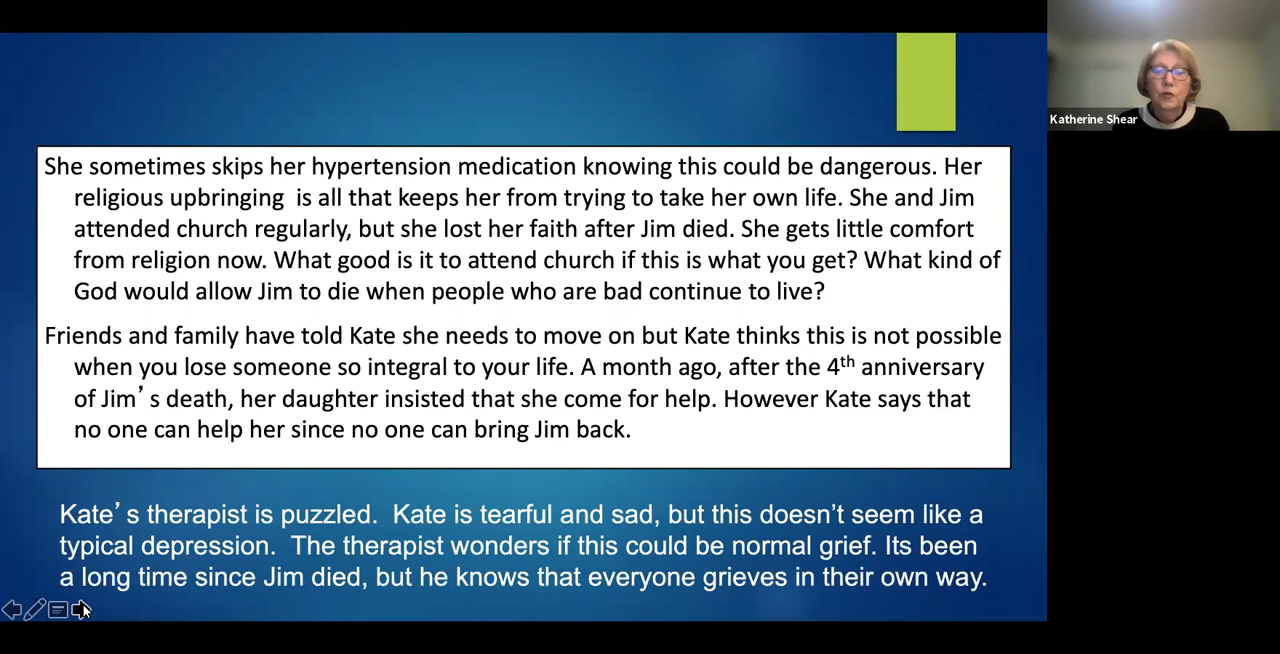 Katherine Shear
She sometimes skips her hypertension medication knowing this could be dangerous. Her
religious upbringing  is all that keeps her from trying to take her own life. She and Jim
attended church regularly, but she lost her faith after Jim died. She gets little comfort
from religion now. What good is it to attend church if this is what you get? What kind of
God would allow Jim to die when people who are bad continue to live?
Friends and family have told Kate she needs to move on but Kate thinks this is not possible
when you lose someone so integral to your life. A month ago, after the 4th anniversary
of Jim’s death, her daughter insisted that she come for help. However Kate says that
no one can help her since no one can bring Jim back.
Kate’s therapist is puzzled.  Kate is tearful and sad, but this doesn’t seem like a
typical depression.  The therapist wonders if this could be normal grief. Its been
a long time since Jim died, but he knows that everyone grieves in their own way.